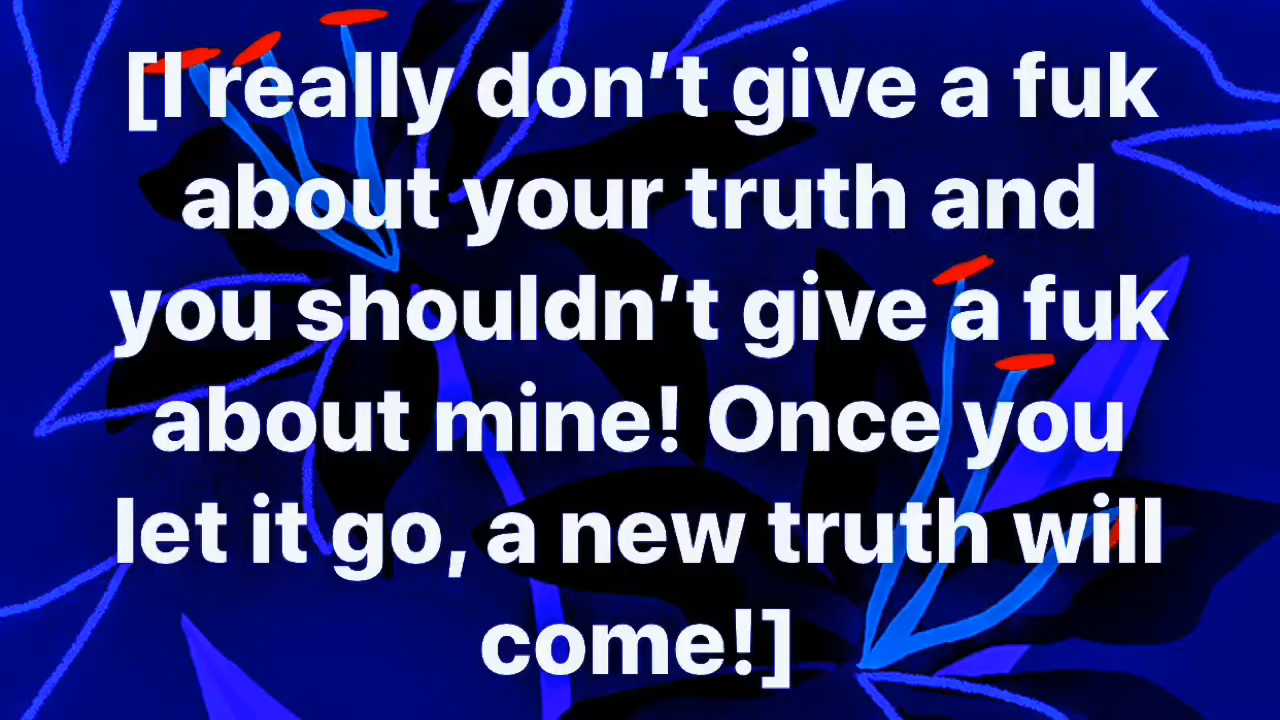 [I really don’t give a fuk
about your truth and
you shouldn’t give a fuk
about mine! Once you
let it go, a new truth will
come!]